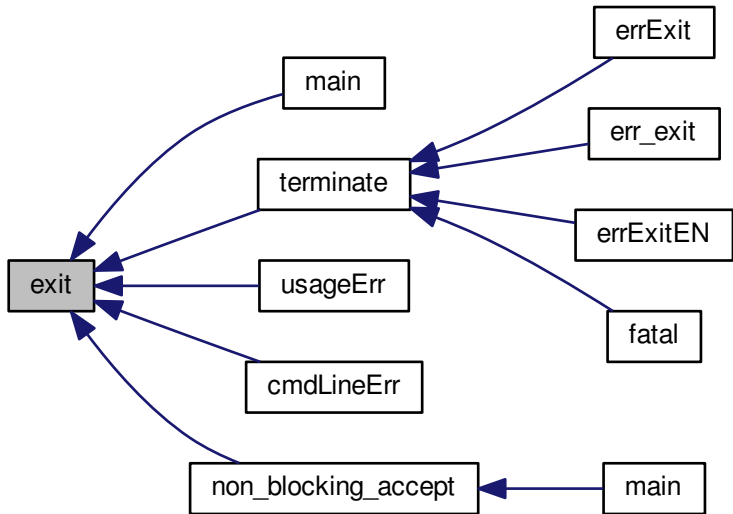 errExit
main
err_exit
terminate
errExitEN
exit
usageErr
fatal
cmdLineErr
non_blocking_accept
main